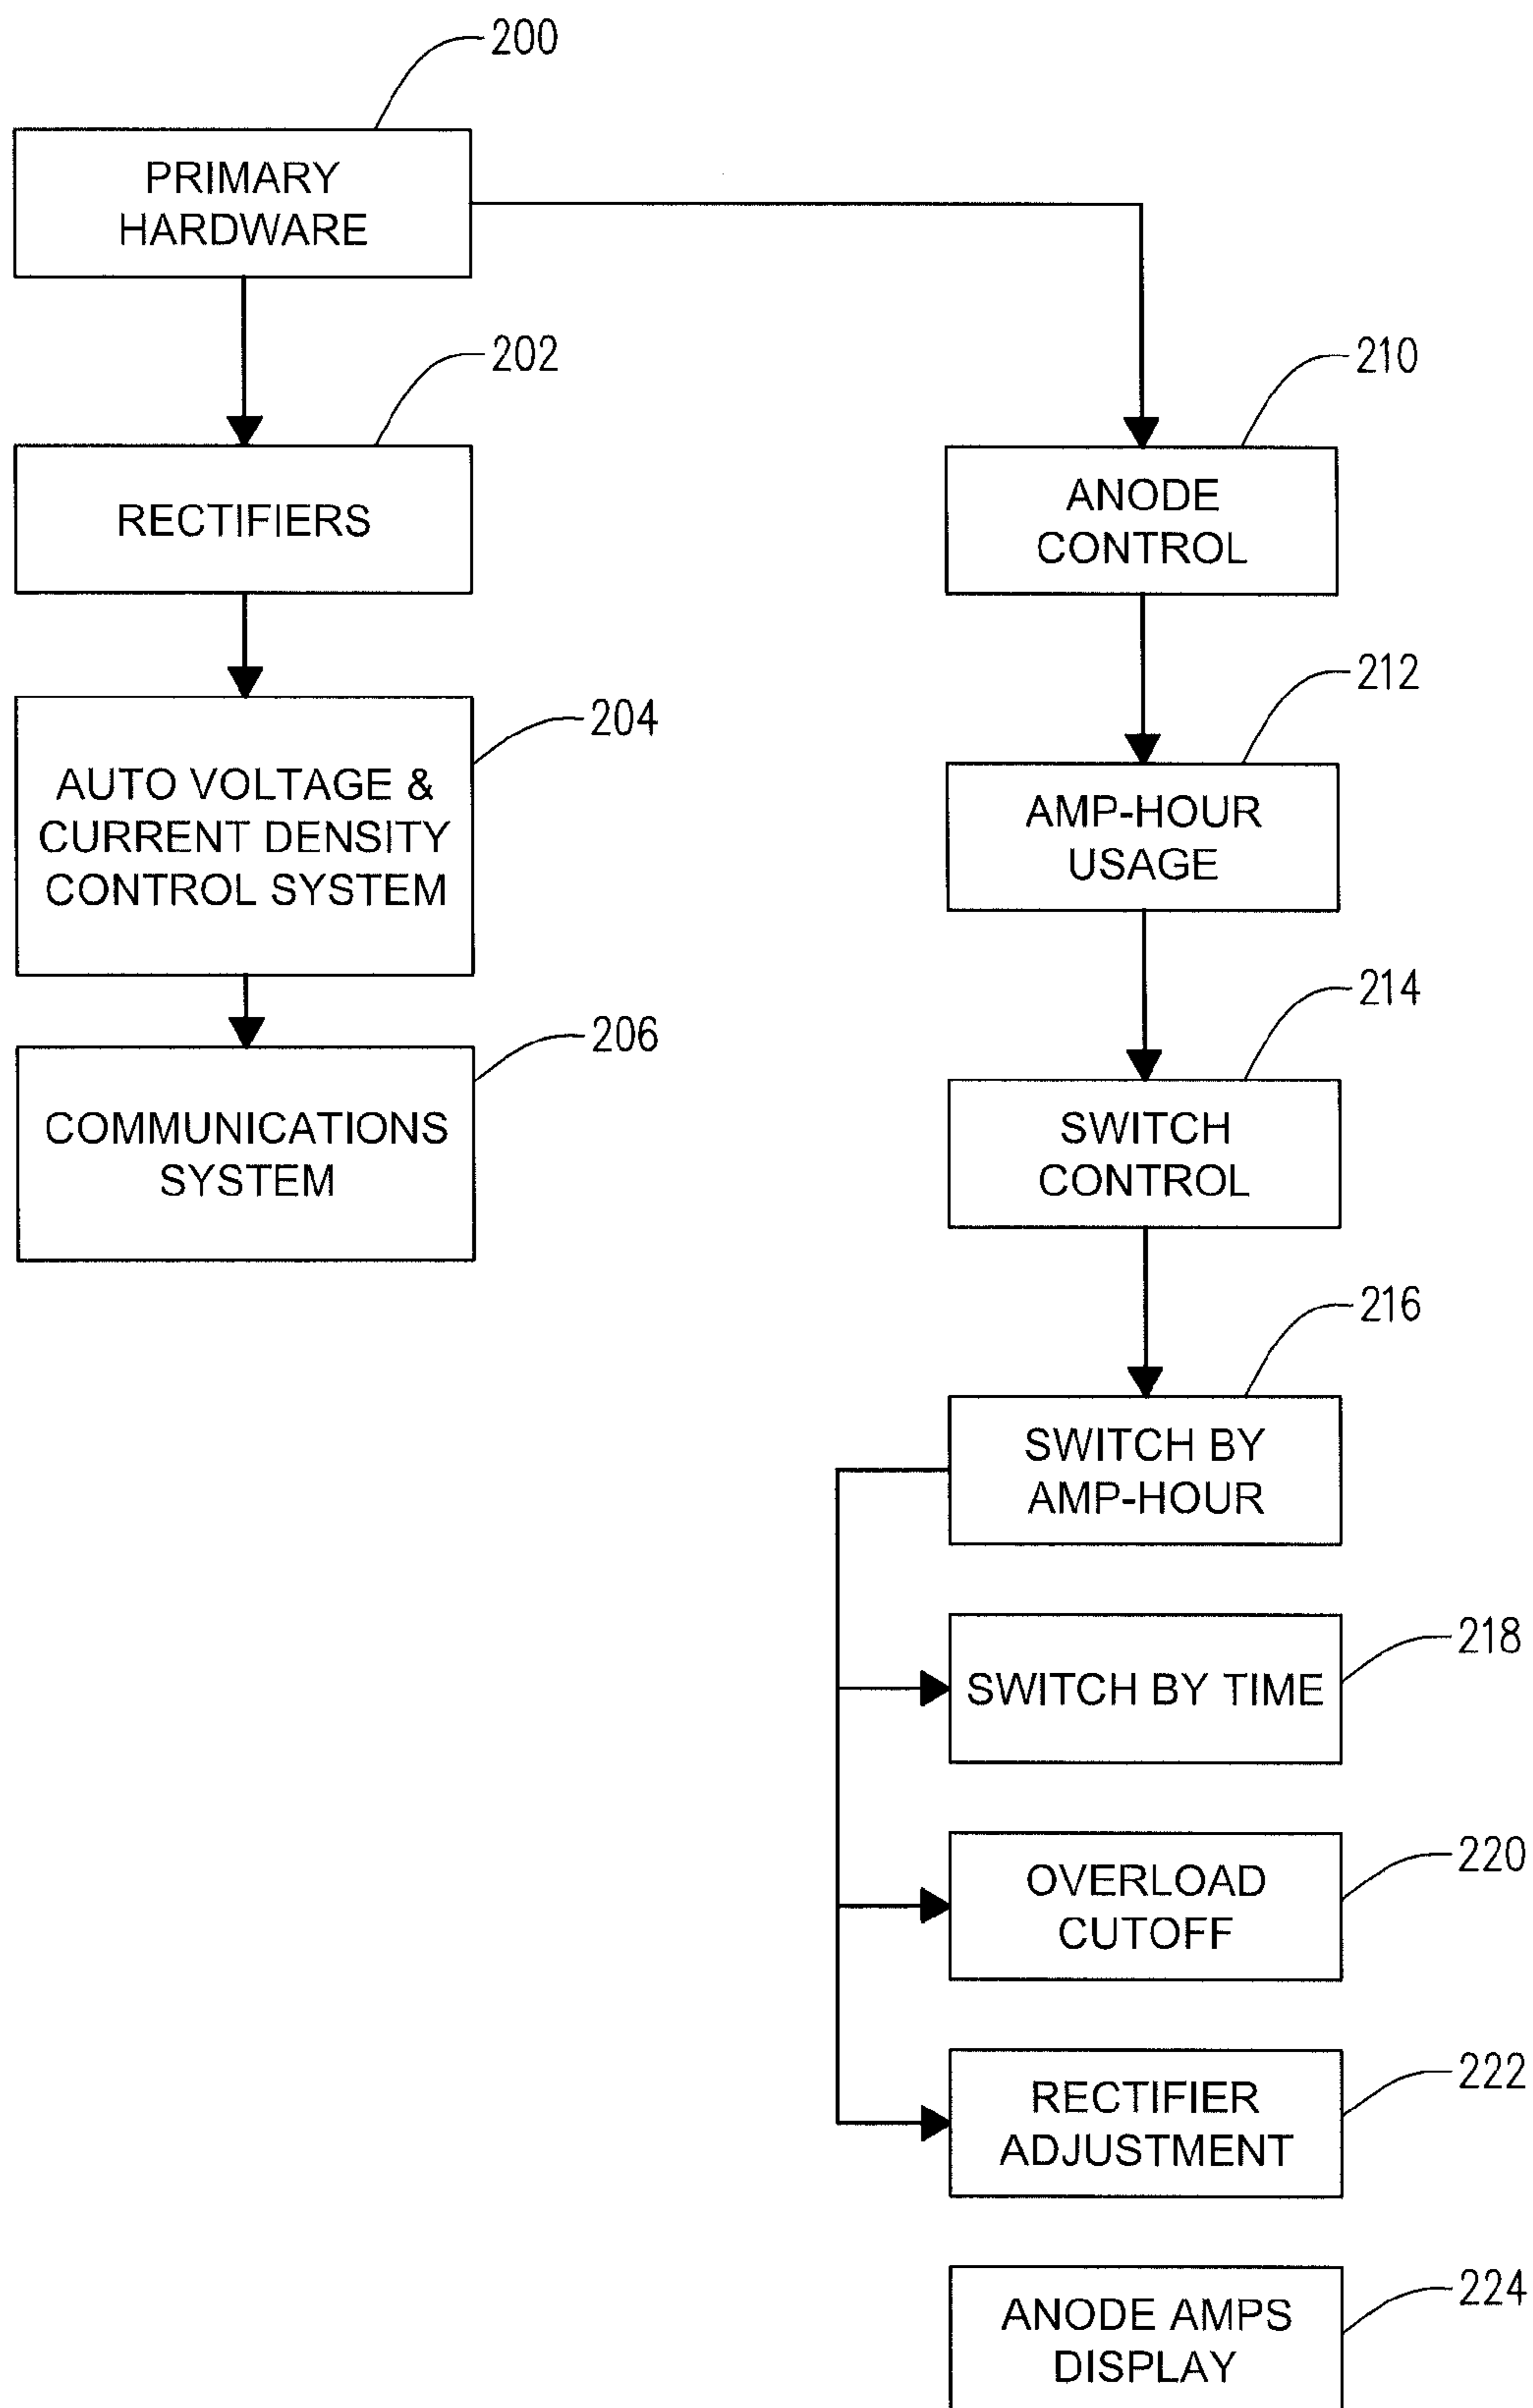 200
PRIMARY
HARDWARE
202
RECTIFIERS
204
AUTO VOLTAGE &
CURRENT DENSITY
CONTROL SYSTEM
206
COMMUNICATIONS
SYSTEM
210
ANODE
CONTROL
212
AMP-HOUR
USAGE
214
SWITCH
CONTROL
216
SWITCH BY
AMP-HOUR
218
SWITCH BY TIME
220
OVERLOAD
CUTOFF
222
RECTIFIER
ADJUSTMENT
224
ANODE AMPS
DISPLAY